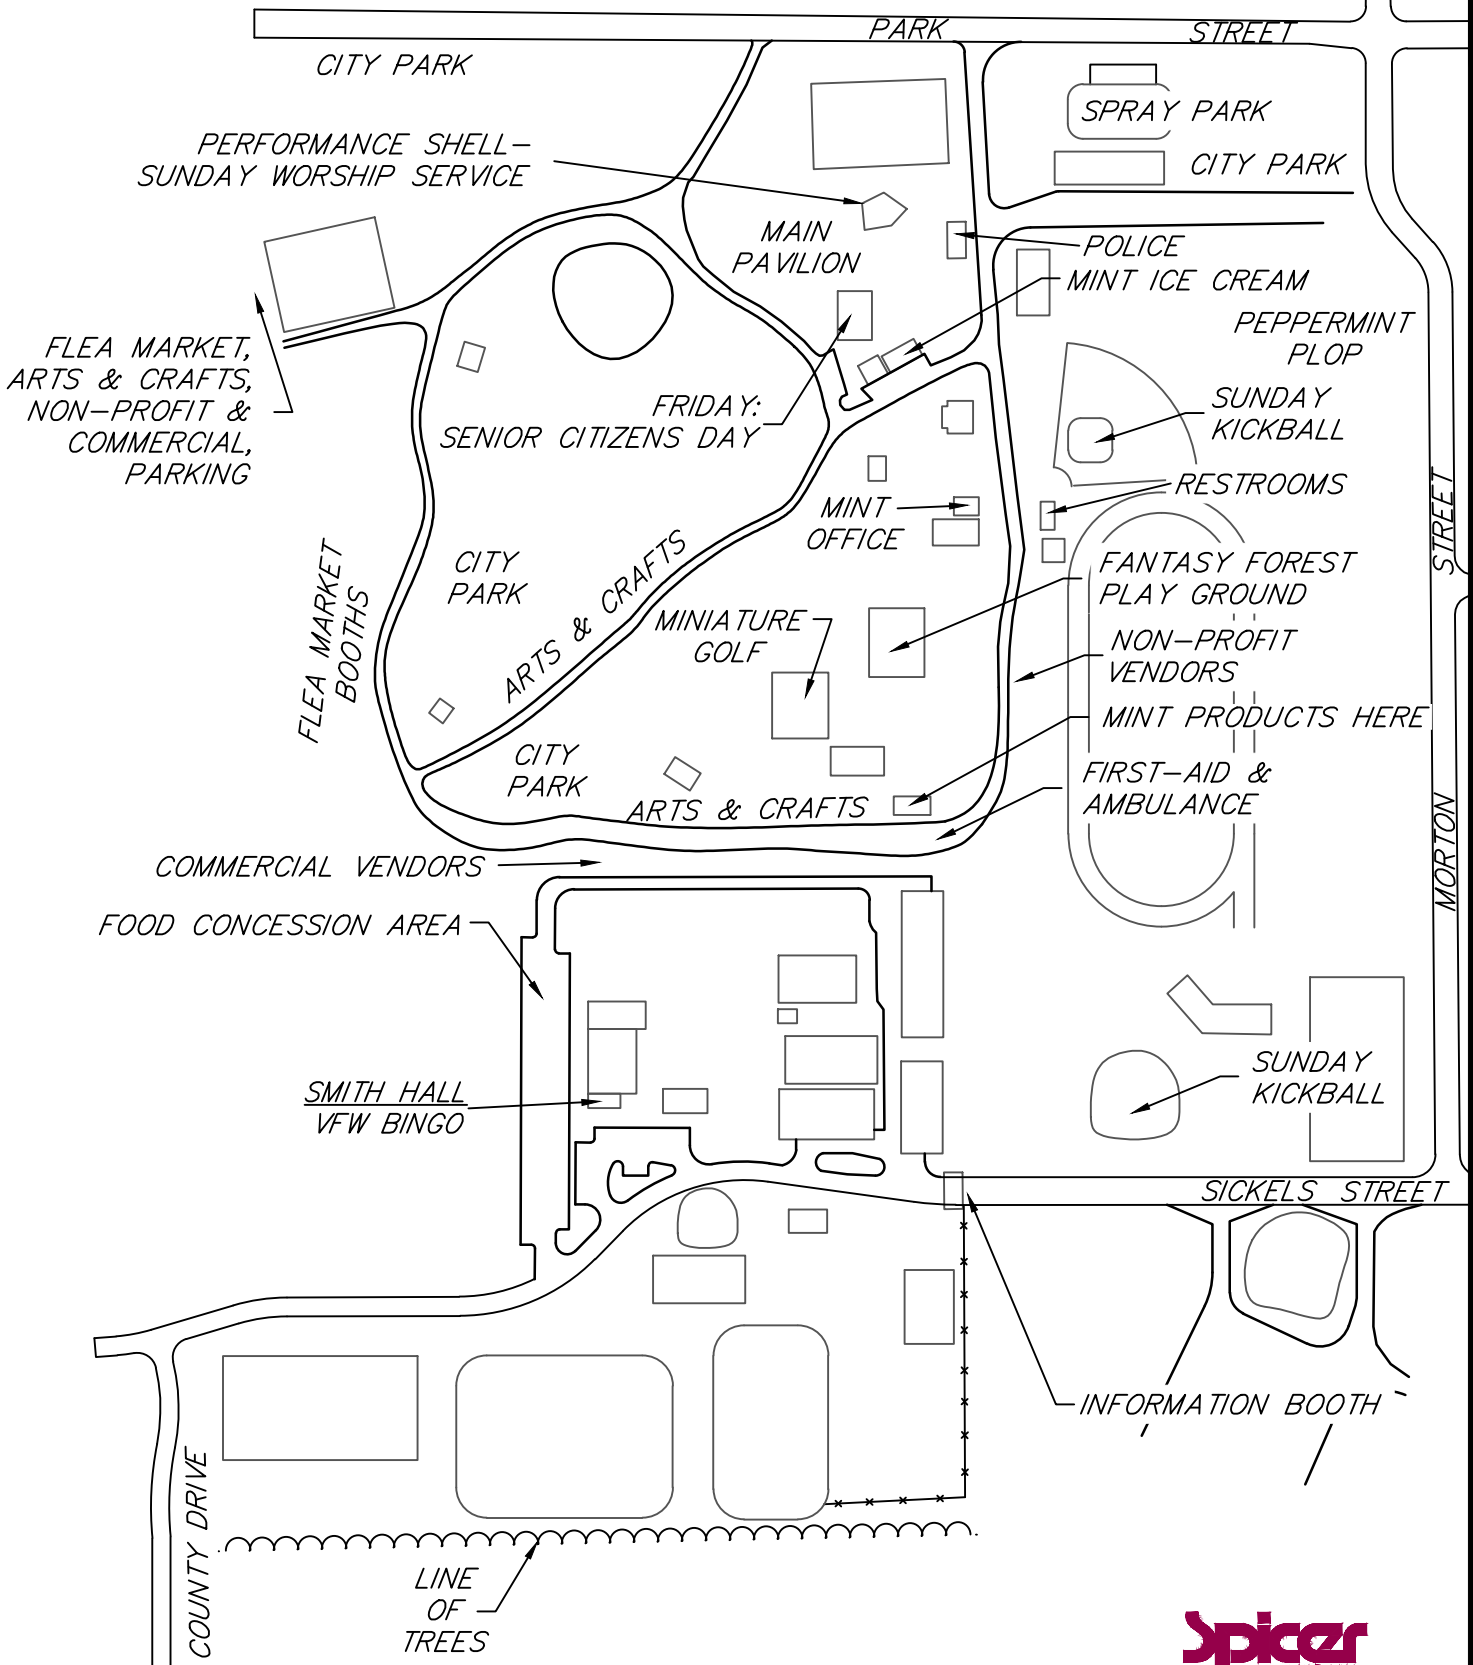 PARK STREET
CITY PARK
SPRAY PARK
PERFORMANCE SHELL-
SUNDAY WORSHIP SERVICE
CITY PARK
MAIN
PAVILION
POLICE
MINT ICE CREAM
PEPPERMINT
PLOP
FLEA MARKET,
ARTS & CRAFTS,
NON-PROFIT &
COMMERCIAL,
PARKING
FRIDAY:
SENIOR CITIZENS DAY
SUNDAY
KICKBALL
RESTROOMS
MINT
OFFICE
MORTON STREET
FLEA MARKET
BOOTHS
CITY
PARK
ARTS & CRAFTS
FANTASY FOREST
PLAY GROUND
MINIATURE
GOLF
NON-PROFIT
VENDORS
MINT PRODUCTS HERE
CITY
PARK
FIRST-AID &
AMBULANCE
ARTS & CRAFTS
COMMERCIAL VENDORS
FOOD CONCESSION AREA
SUNDAY
KICKBALL
SMITH HALL
VFW BINGO
SICKELS STREET
INFORMATION BOOTH
COUNTY DRIVE
LINE
OF
TREES
Spicer